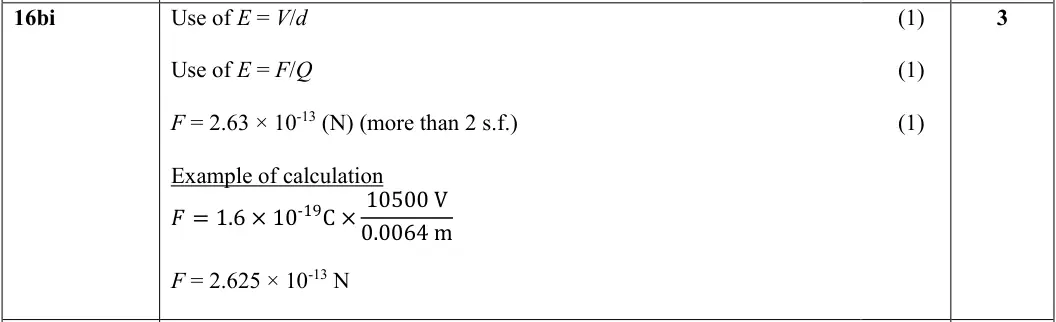 16bi Use of E = V/d (1) 3
Use of E = F/Q (1)
F = 2.63 × 10⁻¹³ (N) (more than 2 s.f.) (1)
Example of calculation
F = 1.6 × 10⁻¹⁹C × 10500 V / 0.0064 m
F = 2.625 × 10⁻¹³ N